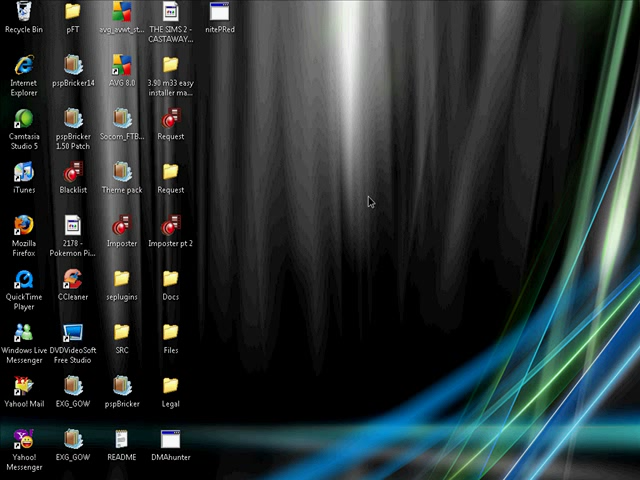 Recycle Bin
pFT
avg_avwt_st...
THE SIMS 2 -
CASTAWAY...
nitePRed
Internet
Explorer
pspBricker14
AVG 8.0
3.90 m33 easy
installer ma...
Camtasia
Studio 5
pspBricker
1.50 Patch
Socom_FTB...
Request
iTunes
Blacklist
Theme pack
Request
Mozilla
Firefox
2178 -
Pokemon Pi...
Imposter
Imposter pt 2
QuickTime
Player
CCleaner
seplugins
Docs
Windows Live
Messenger
DVDVideoSoft
Free Studio
SRC
Files
Yahoo! Mail
EXG_GOW
pspBricker
Legal
Yahoo!
Messenger
EXG_GOW
README
DMAhunter